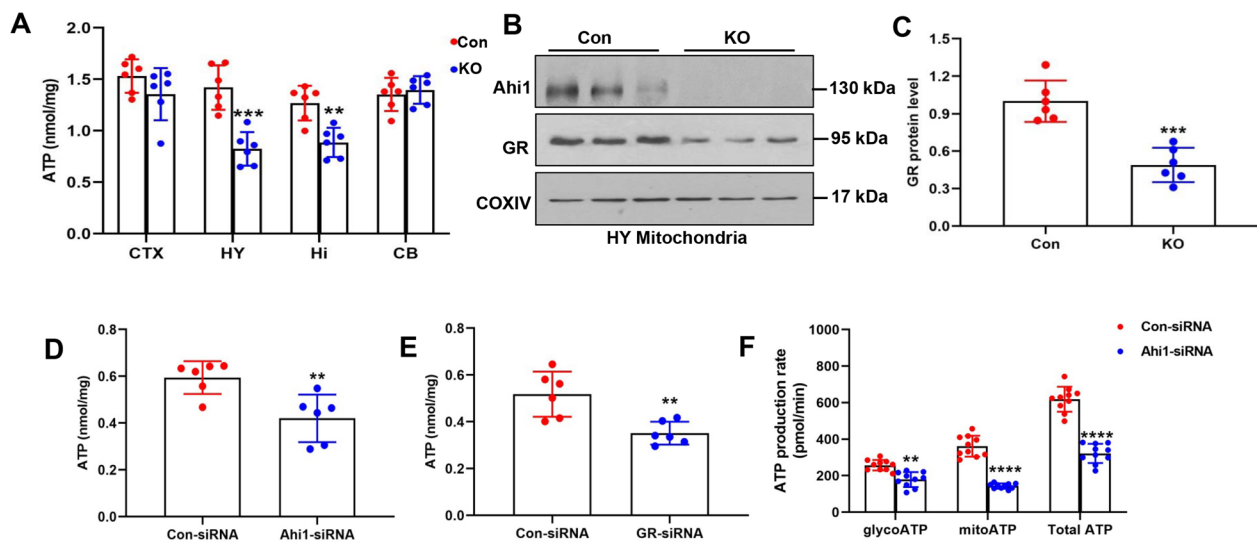 A
ATP (nmol/mg)
2.0
1.5
1.0
0.5
0.0
***
**
Con
KO
CTX HY Hi CB
B
Con KO
Ahi1 130 kDa
GR 95 kDa
COXIV 17 kDa
HY Mitochondria
C
GR protein level
1.5
1.2
0.9
0.6
0.3
0.0
***
Con KO
D
ATP (nmol/mg)
0.8
0.6
0.4
0.2
0.0
**
Con-siRNA Ahi1-siRNA
E
ATP (nmol/mg)
0.8
0.6
0.4
0.2
0.0
**
Con-siRNA GR-siRNA
F
ATP production rate
(pmol/min)
1000
800
600
400
200
0
**
****
****
Con-siRNA
Ahi1-siRNA
glycoATP mitoATP Total ATP